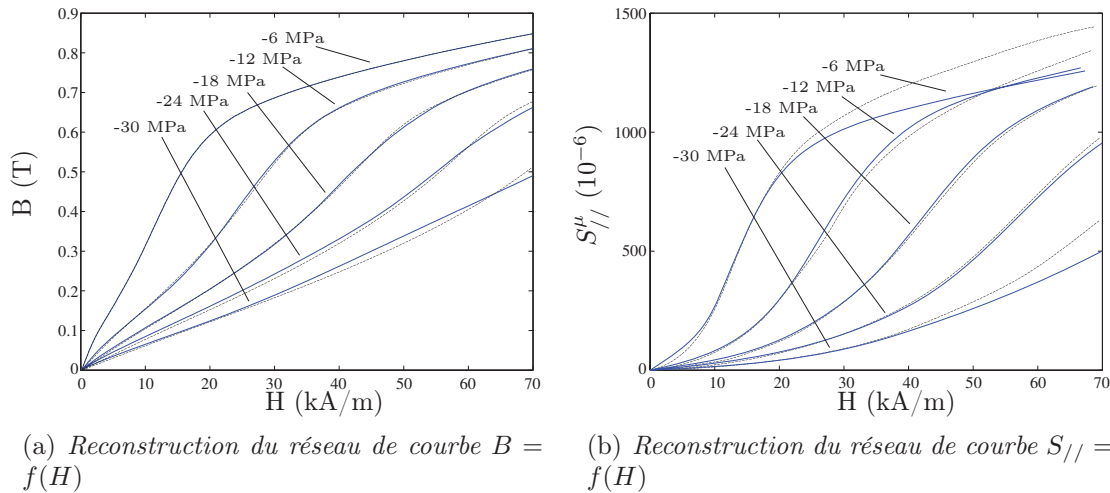 0.9
0.8
0.7
0.6
0.5
0.4
0.3
0.2
0.1
0
B (T)
-6 MPa
-12 MPa
-18 MPa
-24 MPa
-30 MPa
0 10 20 30 40 50 60 70
H (kA/m)
(a) Reconstruction du réseau de courbe B =
f(H)
1500
1000
500
0
S^μ_// (10^−6)
-6 MPa
-12 MPa
-18 MPa
-24 MPa
-30 MPa
0 10 20 30 40 50 60 70
H (kA/m)
(b) Reconstruction du réseau de courbe S_// =
f(H)